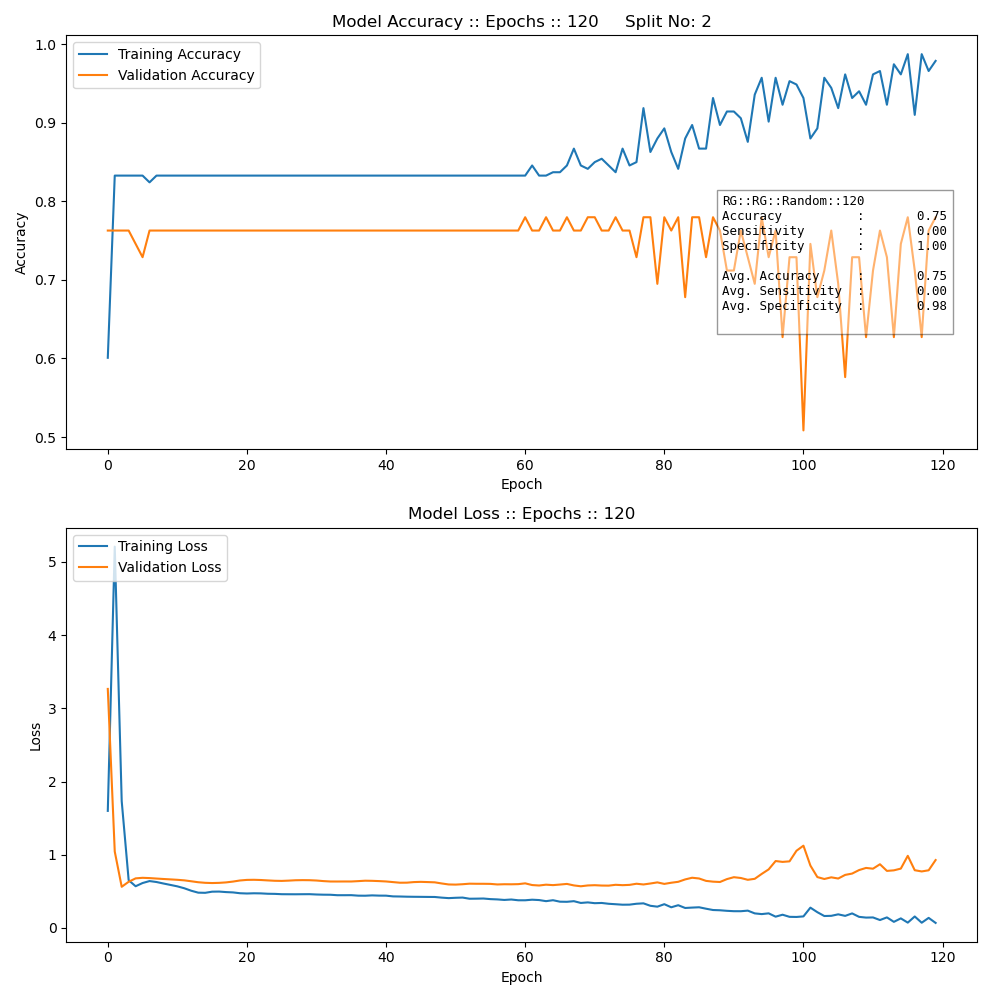 Model Accuracy :: Epochs :: 120 Split No: 2
Training Accuracy
Validation Accuracy
1.0
0.9
0.8
0.7
0.6
0.5
Accuracy
RG::RG::Random::120
Accuracy : 0.75
Sensitivity : 0.00
Specificity : 1.00
Avg. Accuracy : 0.75
Avg. Sensitivity : 0.00
Avg. Specificity : 0.98
0 20 40 60 80 100 120
Epoch
Model Loss :: Epochs :: 120
Training Loss
Validation Loss
5
4
3
2
1
0
Loss
0 20 40 60 80 100 120
Epoch